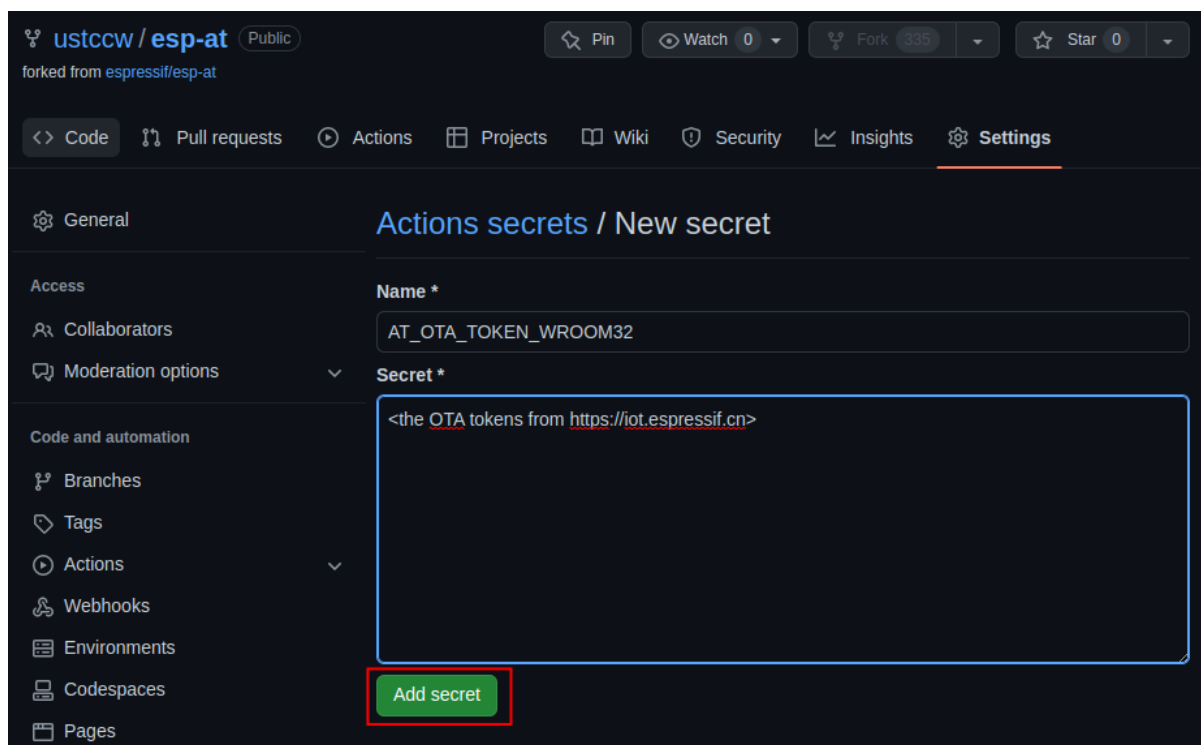 ustccw / esp-at Public Pin Watch 0 Fork 335 Star 0
forked from espressif/esp-at
Code Pull requests Actions Projects Wiki Security Insights Settings
General
Access
Collaborators
Moderation options
Code and automation
Branches
Tags
Actions
Webhooks
Environments
Codespaces
Pages
Actions secrets / New secret
Name *
AT_OTA_TOKEN_WROOM32
Secret *
<the OTA tokens from https://iot.espressif.cn>
Add secret